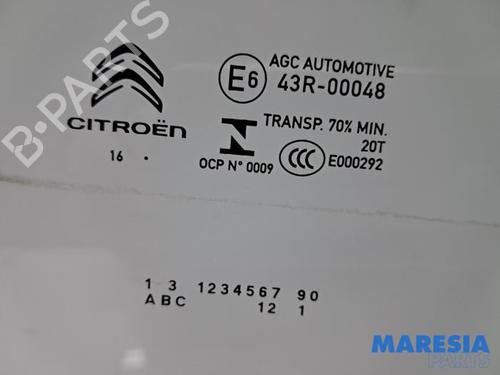 B-PARTS
AGC AUTOMOTIVE
E6 43R-00048
CITROËN
TRANSP. 70% MIN.
20T
16 .
OCP N° 0009
CCC E000292
1 3 1234567 90
ABC 12 1
MARESIA
PARTS